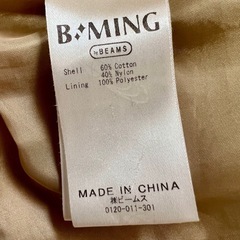 B♦MING
by BEAMS
Shell 60% Cotton
40% Nylon
Lining 100% Polyester
MADE IN CHINA
㈱ビームス
D120-011-301